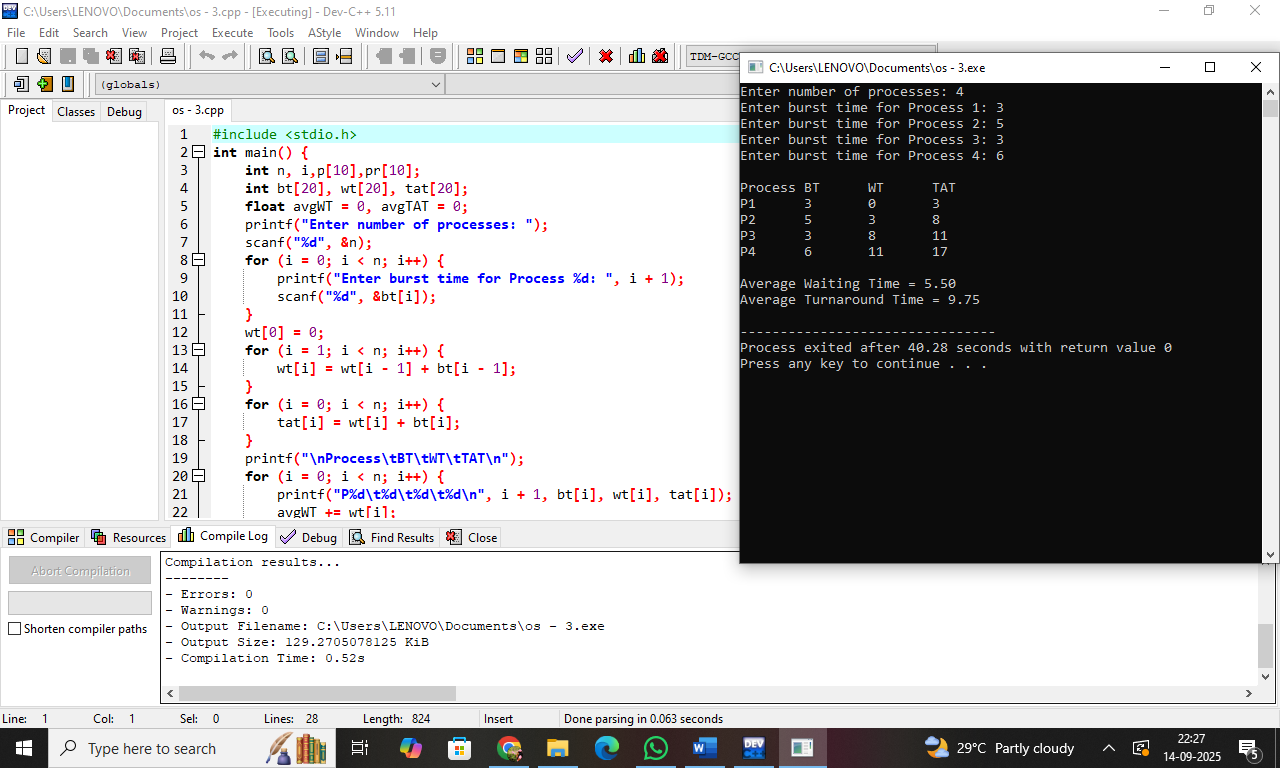 C:\Users\LENOVO\Documents\os - 3.cpp - [Executing] - Dev-C++ 5.11
File Edit Search View Project Execute Tools AStyle Window Help
TDM-GCC
(globals)
Project Classes Debug
os - 3.cpp
1 #include <stdio.h>
2 int main() {
3 int n, i,p[10],pr[10];
4 int bt[20], wt[20], tat[20];
5 float avgWT = 0, avgTAT = 0;
6 printf("Enter number of processes: ");
7 scanf("%d", &n);
8 for (i = 0; i < n; i++) {
9 printf("Enter burst time for Process %d: ", i + 1);
10 scanf("%d", &bt[i]);
11 }
12 wt[0] = 0;
13 for (i = 1; i < n; i++) {
14 wt[i] = wt[i - 1] + bt[i - 1];
15 }
16 for (i = 0; i < n; i++) {
17 tat[i] = wt[i] + bt[i];
18 }
19 printf("\nProcess\tBT\tWT\tTAT\n");
20 for (i = 0; i < n; i++) {
21 printf("P%d\t%d\t%d\t%d\n", i + 1, bt[i], wt[i], tat[i]);
22 avgWT += wt[i];
C:\Users\LENOVO\Documents\os - 3.exe
Enter number of processes: 4
Enter burst time for Process 1: 3
Enter burst time for Process 2: 5
Enter burst time for Process 3: 3
Enter burst time for Process 4: 6
Process BT WT TAT
P1 3 0 3
P2 5 3 8
P3 3 8 11
P4 6 11 17
Average Waiting Time = 5.50
Average Turnaround Time = 9.75
--------------------------------
Process exited after 40.28 seconds with return value 0
Press any key to continue . . .
Compiler Resources Compile Log Debug Find Results Close
Abort Compilation
Shorten compiler paths
Compilation results...
--------
- Errors: 0
- Warnings: 0
- Output Filename: C:\Users\LENOVO\Documents\os - 3.exe
- Output Size: 129.2705078125 KiB
- Compilation Time: 0.52s
Line: 1 Col: 1 Sel: 0 Lines: 28 Length: 824 Insert Done parsing in 0.063 seconds
Type here to search
DEV
29°C Partly cloudy
22:27
14-09-2025
5